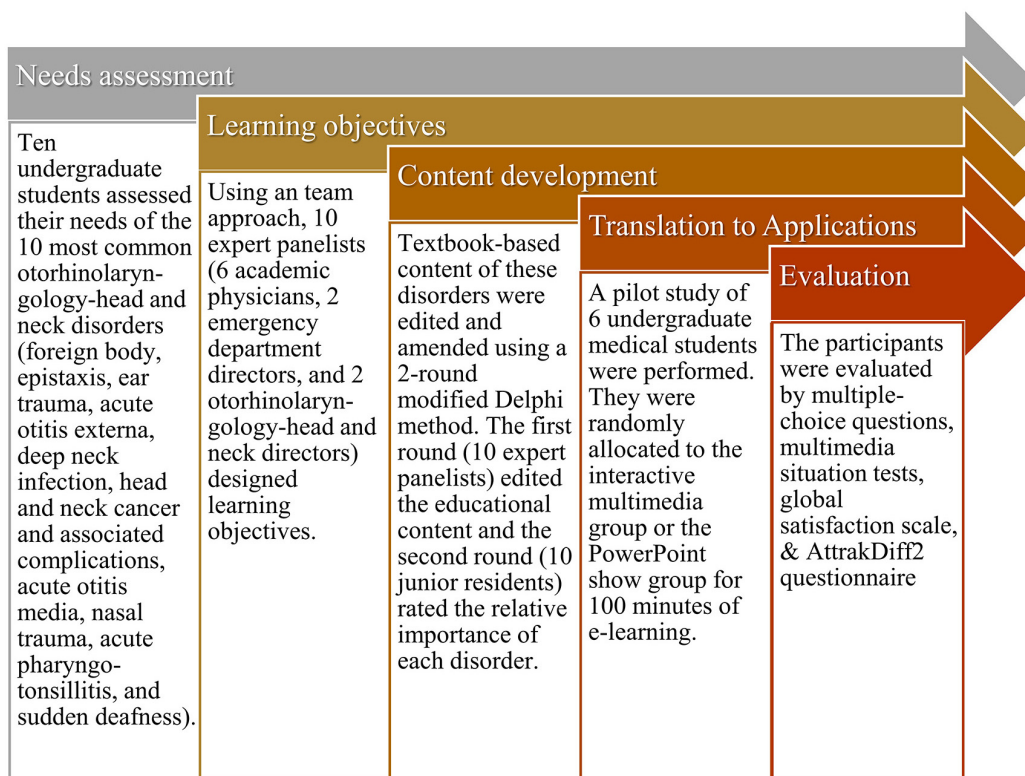 Needs assessment
Ten
undergraduate
students assessed
their needs of the
10 most common
otorhinolaryn-
gology-head and
neck disorders
(foreign body,
epistaxis, ear
trauma, acute
otitis externa,
deep neck
infection, head
and neck cancer
and associated
complications,
acute otitis
media, nasal
trauma, acute
pharyngo-
tonsillitis, and
sudden deafness).
Learning objectives
Using an team
approach, 10
expert panelists
(6 academic
physicians, 2
emergency
department
directors, and 2
otorhinolaryn-
gology-head and
neck directors)
designed
learning
objectives.
Content development
Textbook-based
content of these
disorders were
edited and
amended using a
2-round
modified Delphi
method. The first
round (10 expert
panelists) edited
the educational
content and the
second round (10
junior residents)
rated the relative
importance of
each disorder.
Translation to Applications
A pilot study of
6 undergraduate
medical students
were performed.
They were
randomly
allocated to the
interactive
multimedia
group or the
PowerPoint
show group for
100 minutes of
e-learning.
Evaluation
The participants
were evaluated
by multiple-
choice questions,
multimedia
situation tests,
global
satisfaction scale,
& AttrakDiff2
questionnaire